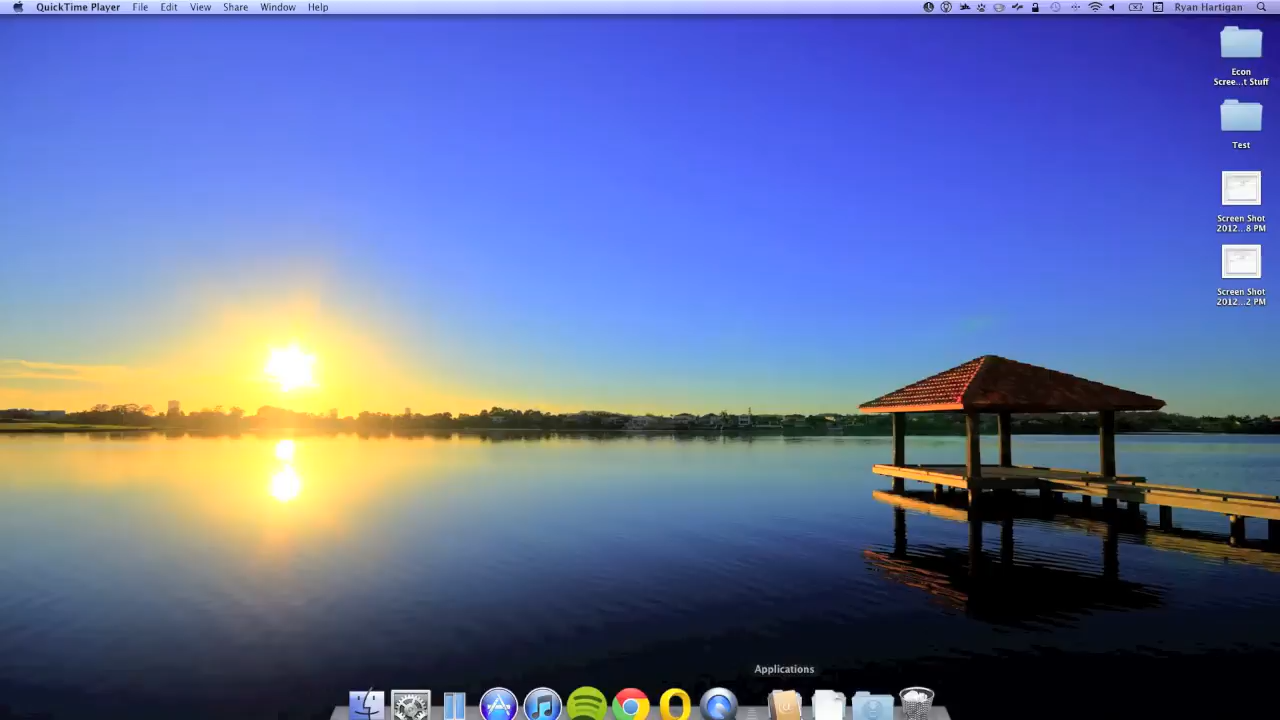 QuickTime Player File Edit View Share Window Help Ryan Hartigan
Econ
Scree...t Stuff
Test
Screen Shot
2012...8 PM
Screen Shot
2012...2 PM
Applications